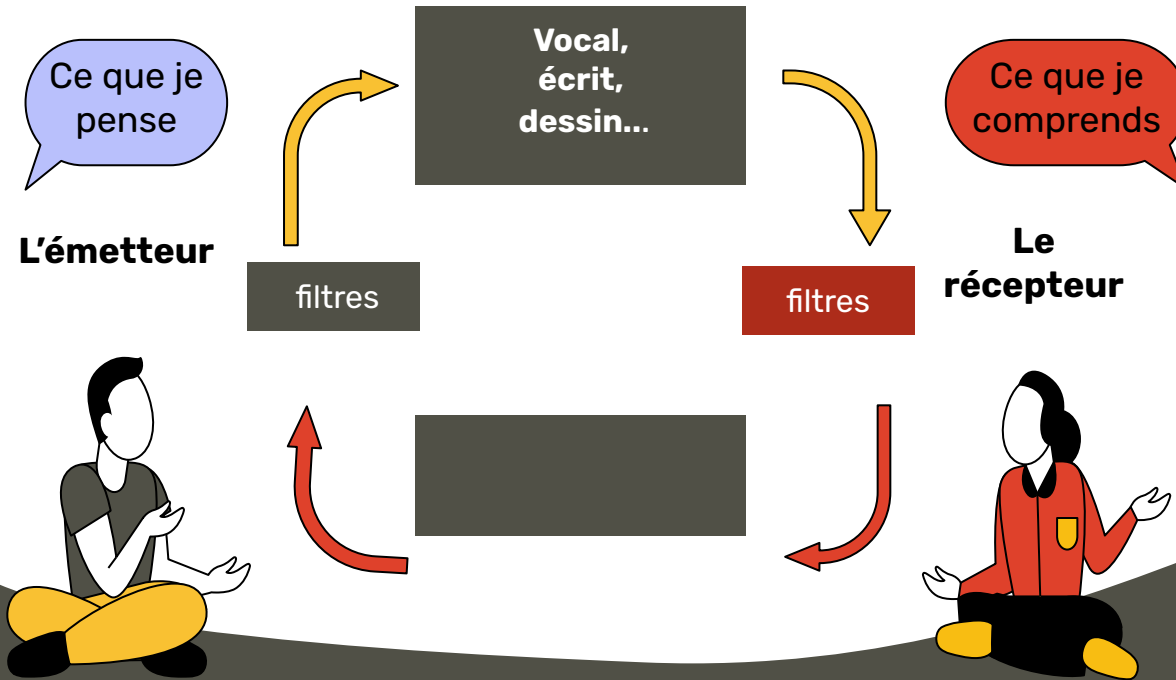 Ce que je
pense
L'émetteur
filtres
Vocal,
écrit,
dessin...
Ce que je
comprends
Le
récepteur
filtres